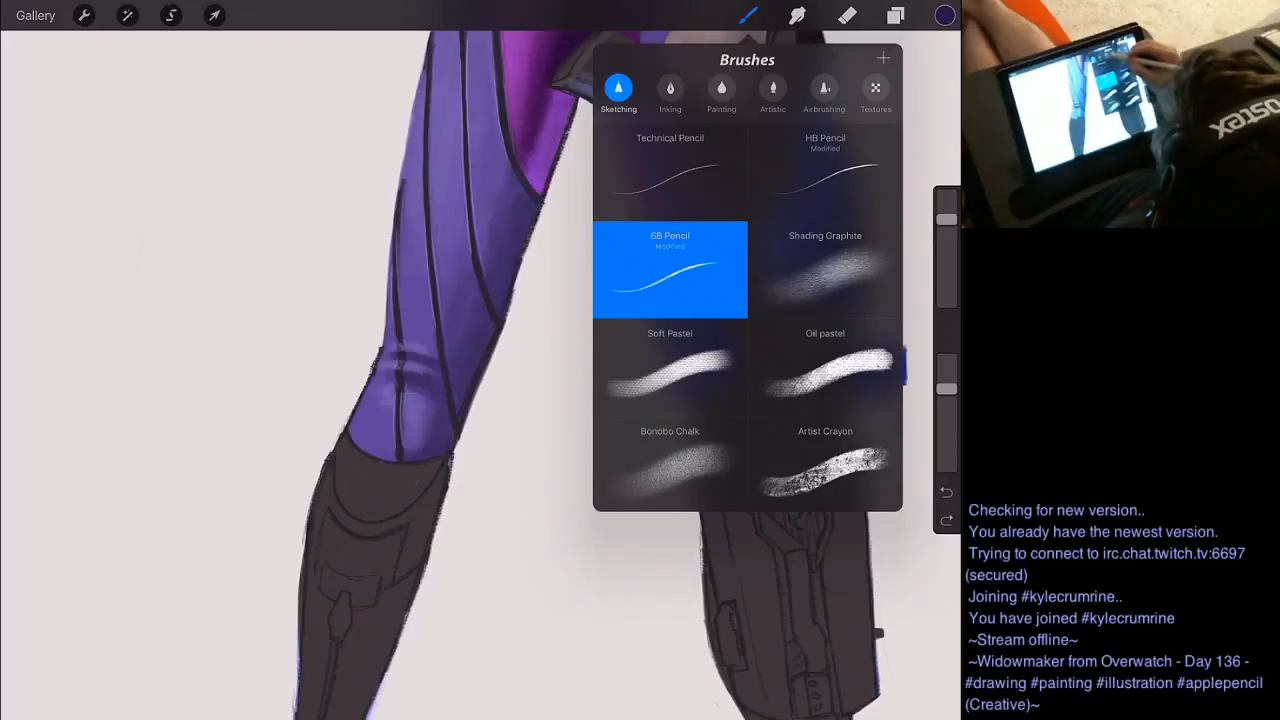 Gallery
Brushes
Sketching
Inking
Painting
Artistic
Airbrushing
Textures
Technical Pencil
HB Pencil
Modified
6B Pencil
Modified
Shading Graphite
Soft Pastel
Oil pastel
Bonobo Chalk
Artist Crayon
Checking for new version..
You already have the newest version.
Trying to connect to irc.chat.twitch.tv:6697
(secured)
Joining #kylecrumrine..
You have joined #kylecrumrine
~Stream offline~
~Widowmaker from Overwatch - Day 136 -
#drawing #painting #illustration #applepencil
(Creative)~